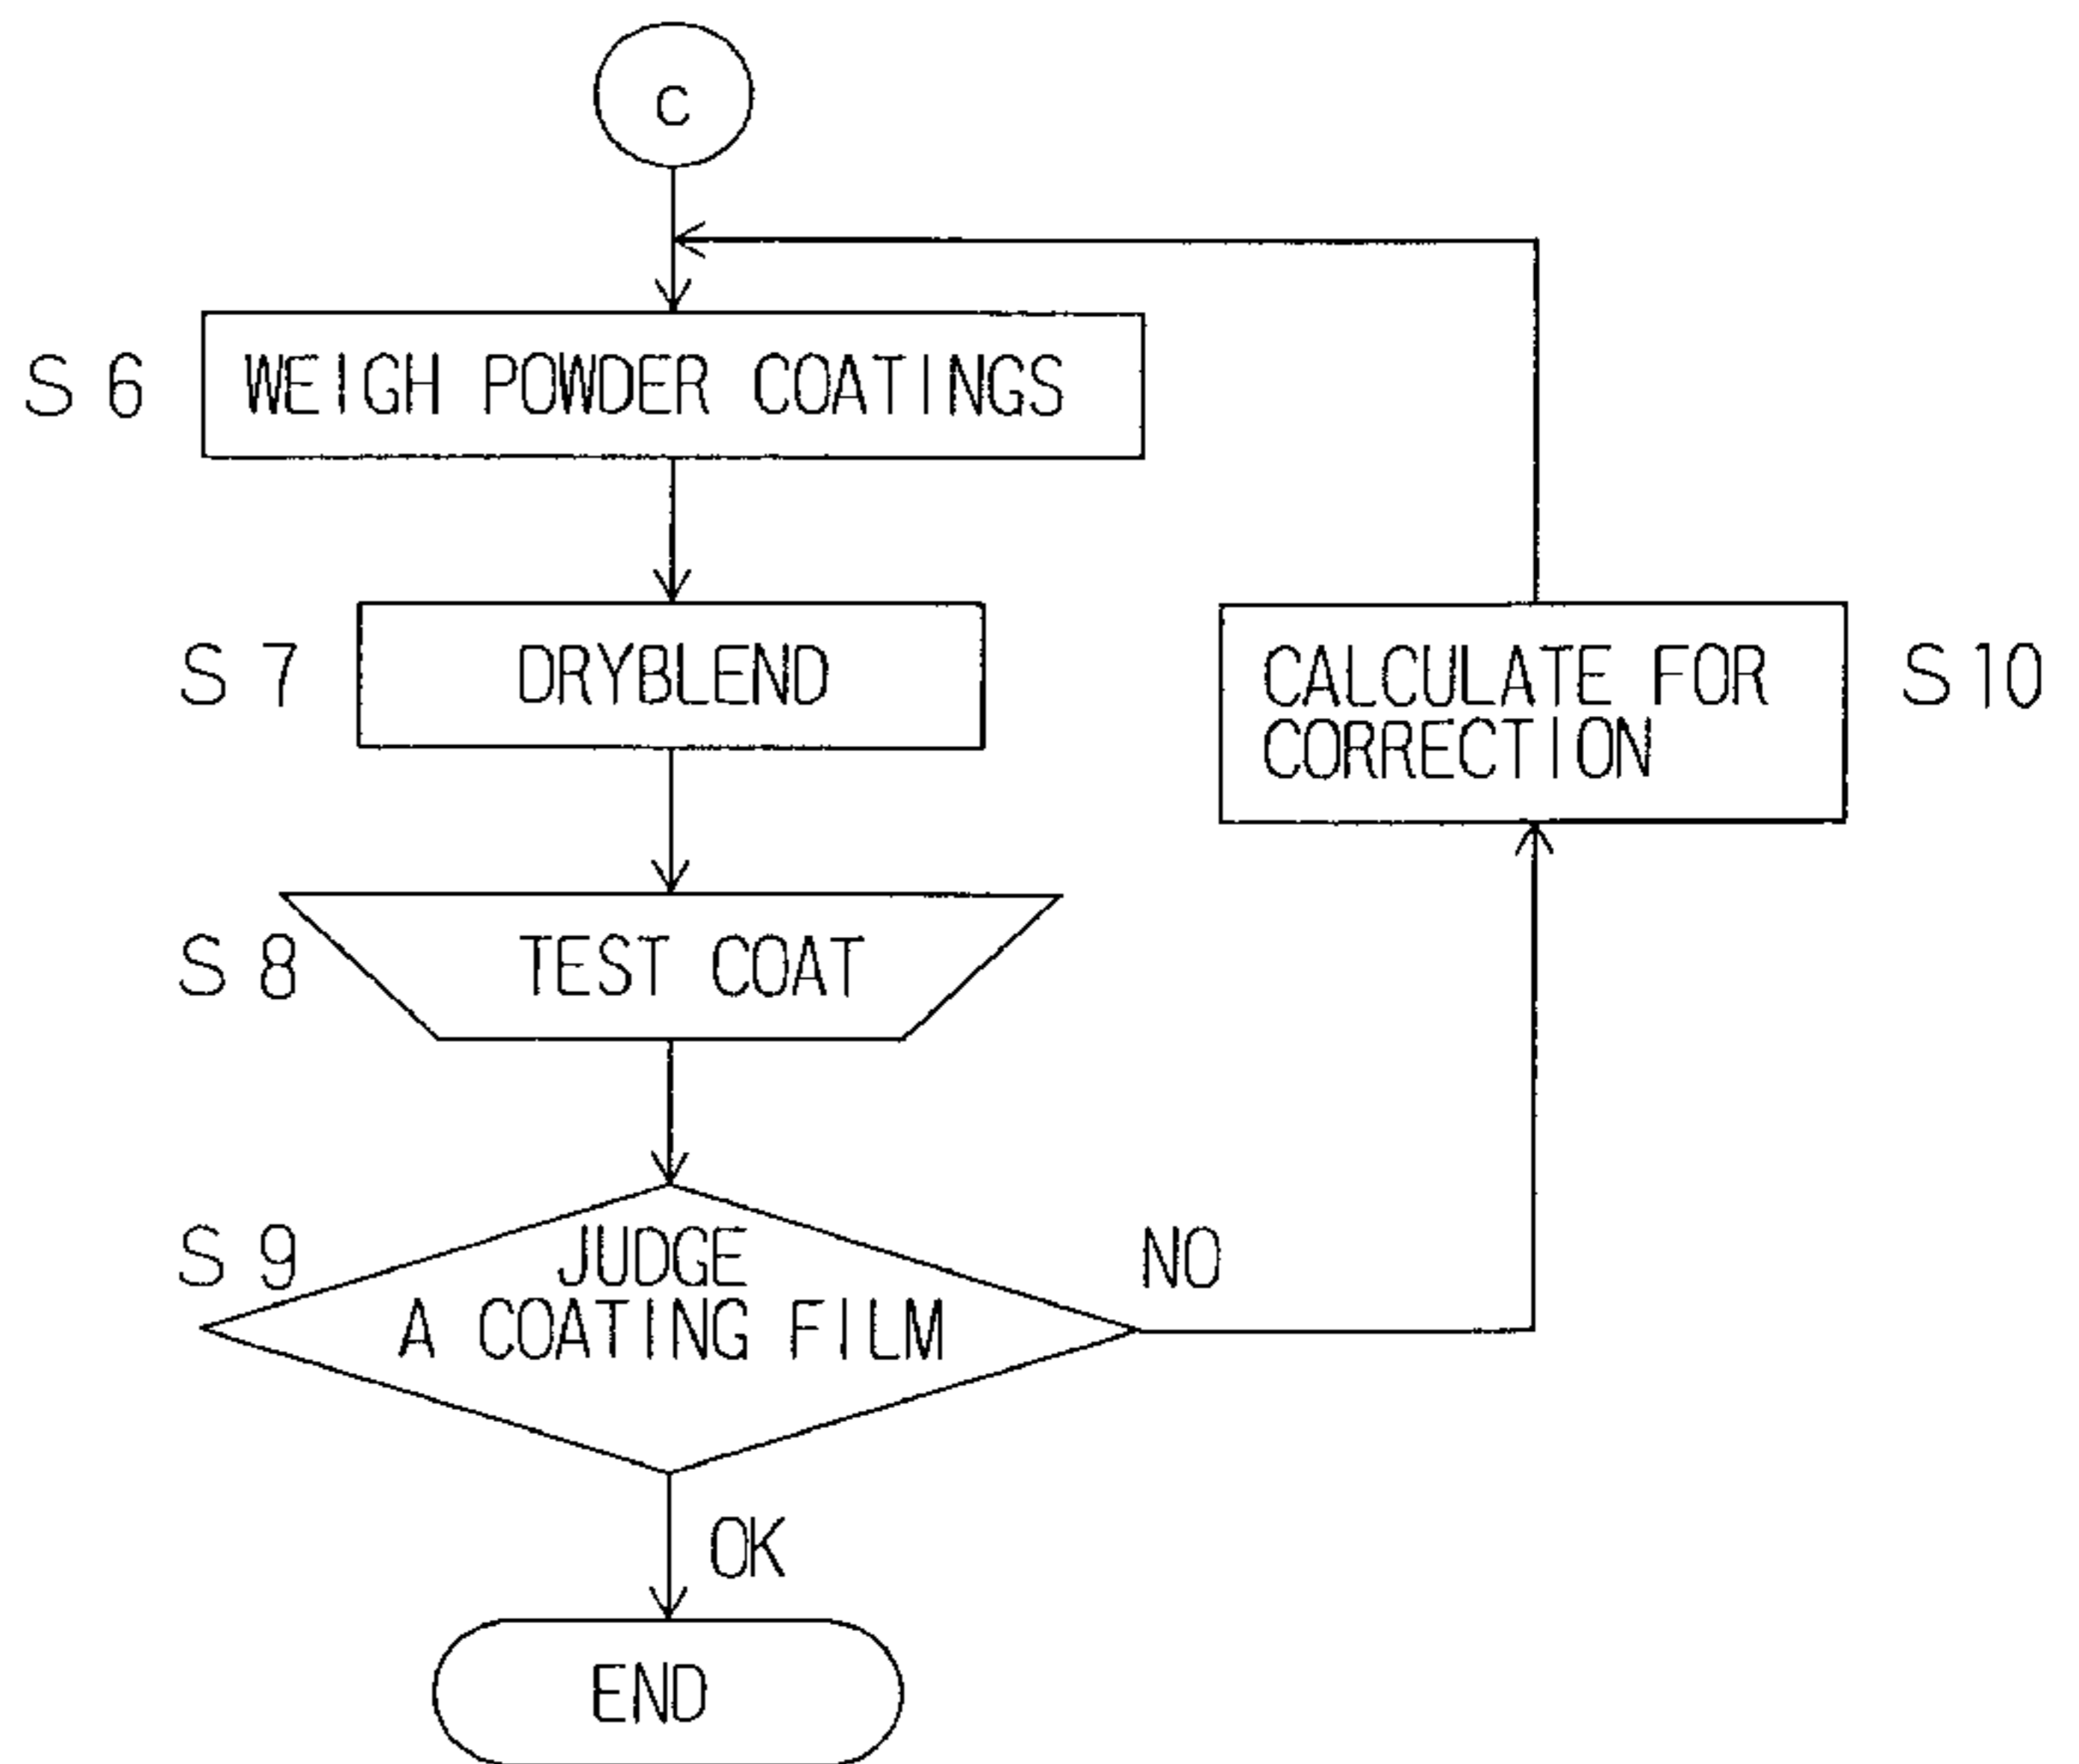 C
S 6 WEIGH POWDER COATINGS
S 7 DRYBLEND
CALCULATE FOR
CORRECTION
S 10
S 8 TEST COAT
S 9 JUDGE
A COATING FILM
NO
OK
END